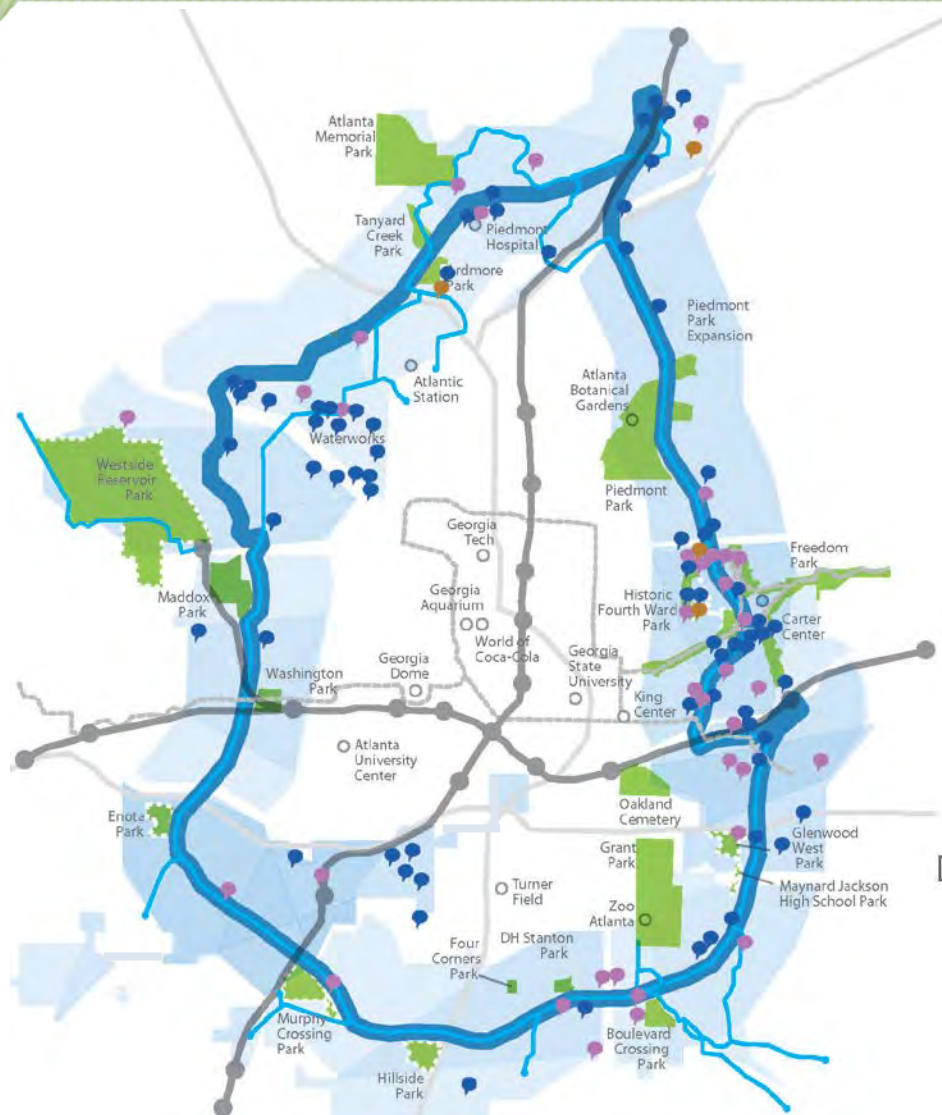 Atlanta
Memorial
Park
Tanyard
Creek
Park
Piedmont
Hospital
Ardmore
Park
Piedmont
Park
Expansion
Atlantic
Station
Atlanta
Botanical
Gardens
Waterworks
Westside
Reservoir
Park
Piedmont
Park
Georgia
Tech
Freedom
Park
Maddox
Park
Georgia
Aquarium
Historic
Fourth Ward
Park
Carter
Center
World of
Coca-Cola
Georgia
State
University
Washington
Park
Georgia
Dome
King
Center
Atlanta
University
Center
Oakland
Cemetery
Enota
Park
Glenwood
West
Park
Grant
Park
Maynard Jackson
High School Park
Turner
Field
Zoo
Atlanta
DH Stanton
Park
Four
Corners
Park
Murphy
Crossing
Park
Boulevard
Crossing
Park
Hillside
Park